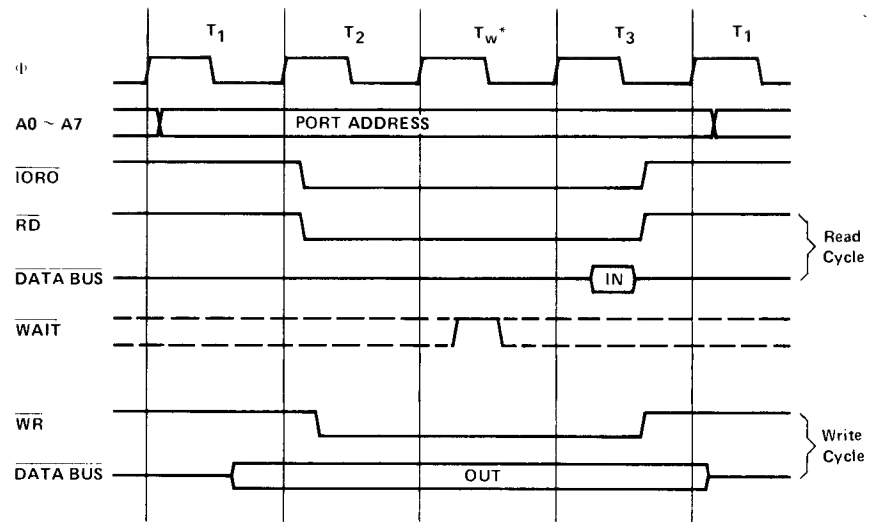 T1 T2 Tw* T3 T1
Φ
A0 ~ A7 PORT ADDRESS
IORO
RD
Read
Cycle
DATA BUS IN
WAIT
WR
Write
Cycle
DATA BUS OUT